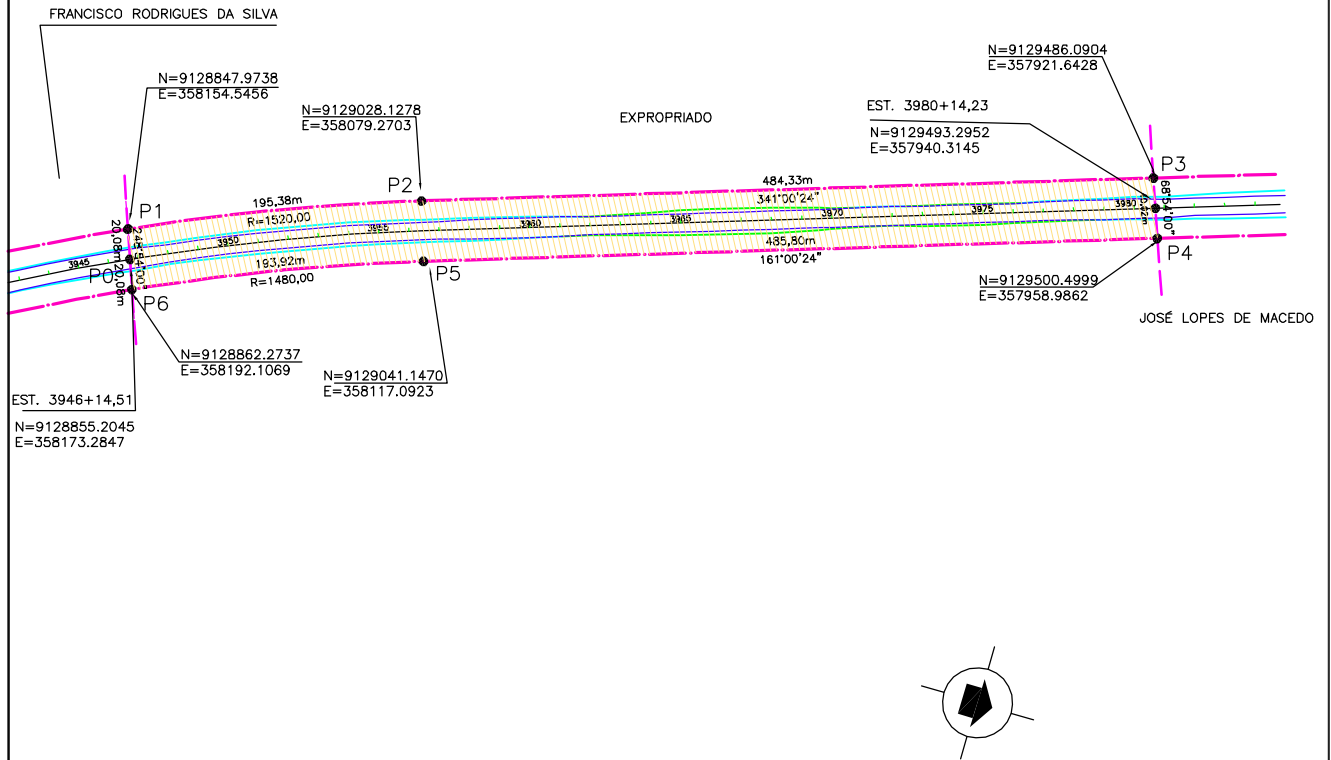 FRANCISCO RODRIGUES DA SILVA
N=9128847.9738
E=358154.5456
N=9129028.1278
E=358079.2703
EXPROPRIADO
N=9129486.0904
E=357921.6428
EST. 3980+14,23
N=9129493.2952
E=357940.3145
P1
P2
P3
195,38m
R=1520,00
484,33m
341°00'24"
68°54'00"
20,08m
20,08m
3945
3950
3955
3960
3965
3970
3975
3980
P0
193,92m
R=1480,00
485,80m
161°00'24"
P6
P5
P4
N=9129500.4999
E=357958.9862
JOSÉ LOPES DE MACEDO
N=9128862.2737
E=358192.1069
N=9129041.1470
E=358117.0923
EST. 3946+14,51
N=9128855.2045
E=358173.2847